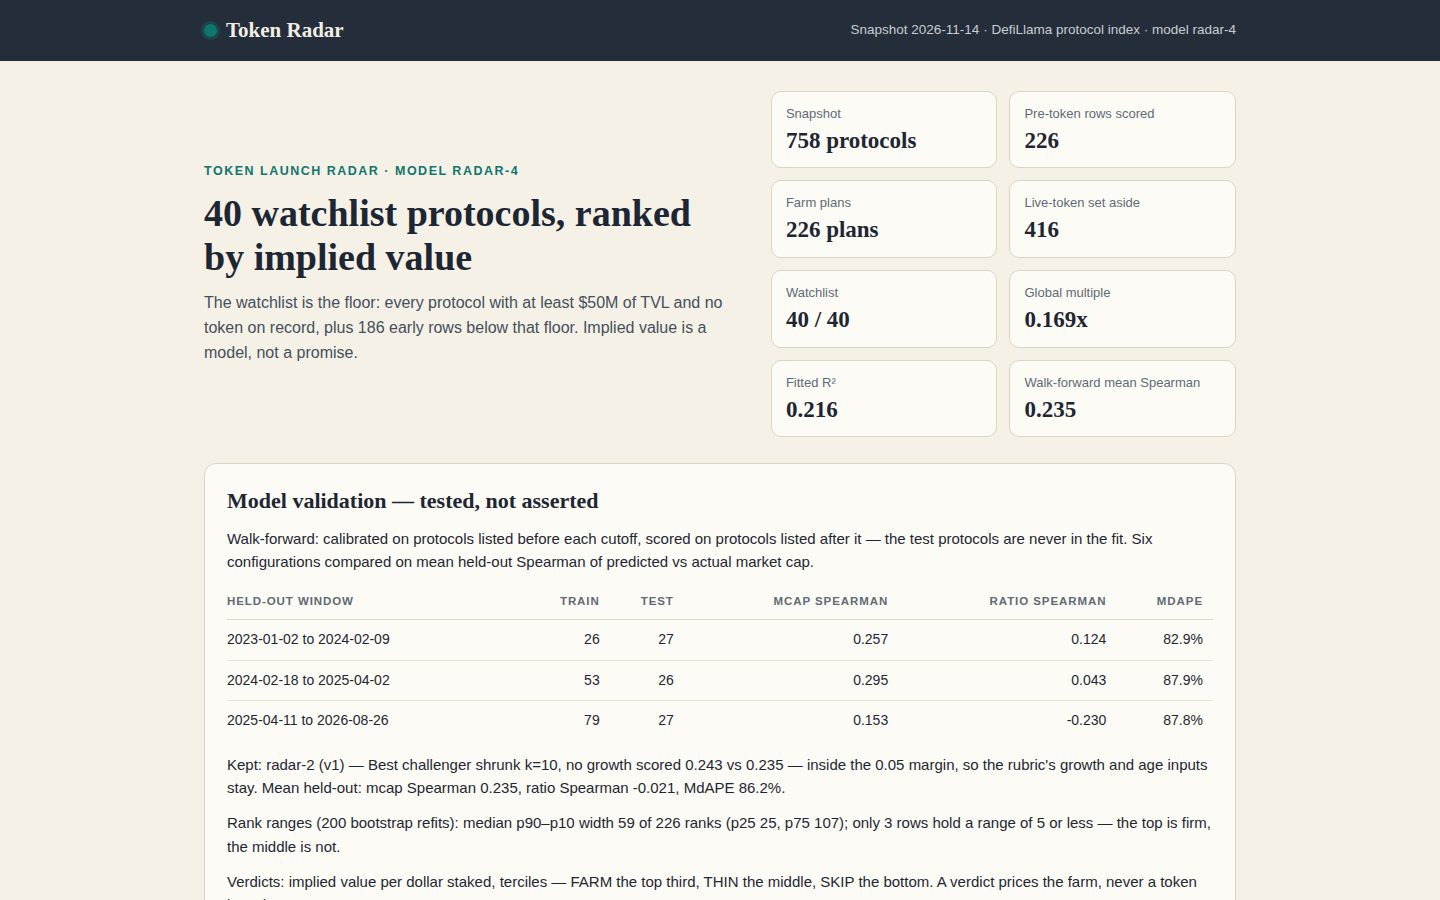 Token Radar
Snapshot 2026-11-14 · DefiLlama protocol index · model radar-4
TOKEN LAUNCH RADAR · MODEL RADAR-4
40 watchlist protocols, ranked
by implied value
The watchlist is the floor: every protocol with at least $50M of TVL and no
token on record, plus 186 early rows below that floor. Implied value is a
model, not a promise.
Snapshot
758 protocols
Pre-token rows scored
226
Farm plans
226 plans
Live-token set aside
416
Watchlist
40 / 40
Global multiple
0.169x
Fitted R²
0.216
Walk-forward mean Spearman
0.235
Model validation — tested, not asserted
Walk-forward: calibrated on protocols listed before each cutoff, scored on protocols listed after it — the test protocols are never in the fit. Six
configurations compared on mean held-out Spearman of predicted vs actual market cap.
HELD-OUT WINDOW TRAIN TEST MCAP SPEARMAN RATIO SPEARMAN MDAPE
2023-01-02 to 2024-02-09 26 27 0.257 0.124 82.9%
2024-02-18 to 2025-04-02 53 26 0.295 0.043 87.9%
2025-04-11 to 2026-08-26 79 27 0.153 -0.230 87.8%
Kept: radar-2 (v1) — Best challenger shrunk k=10, no growth scored 0.243 vs 0.235 — inside the 0.05 margin, so the rubric's growth and age inputs
stay. Mean held-out: mcap Spearman 0.235, ratio Spearman -0.021, MdAPE 86.2%.
Rank ranges (200 bootstrap refits): median p90–p10 width 59 of 226 ranks (p25 25, p75 107); only 3 rows hold a range of 5 or less — the top is firm,
the middle is not.
Verdicts: implied value per dollar staked, terciles — FARM the top third, THIN the middle, SKIP the bottom. A verdict prices the farm, never a token